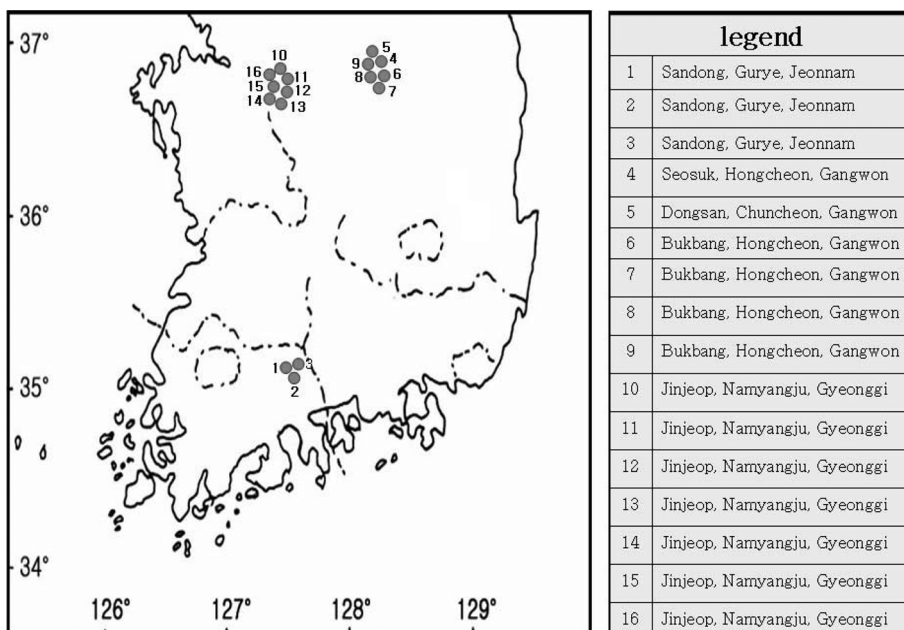 37°
36°
35°
34°
126° 127° 128° 129°
10
16
11
15
12
14
13
5
4
9
6
8
7
1
3
2
legend
1 Sandong, Gurye, Jeonnam
2 Sandong, Gurye, Jeonnam
3 Sandong, Gurye, Jeonnam
4 Seosuk, Hongcheon, Gangwon
5 Dongsan, Chuncheon, Gangwon
6 Bukbang, Hongcheon, Gangwon
7 Bukbang, Hongcheon, Gangwon
8 Bukbang, Hongcheon, Gangwon
9 Bukbang, Hongcheon, Gangwon
10 Jinjeop, Namyangju, Gyeonggi
11 Jinjeop, Namyangju, Gyeonggi
12 Jinjeop, Namyangju, Gyeonggi
13 Jinjeop, Namyangju, Gyeonggi
14 Jinjeop, Namyangju, Gyeonggi
15 Jinjeop, Namyangju, Gyeonggi
16 Jinjeop, Namyangju, Gyeonggi